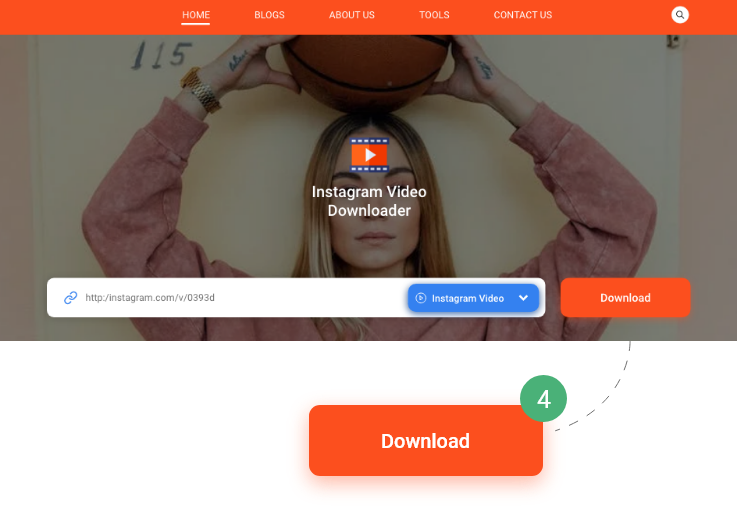 HOME BLOGS ABOUT US TOOLS CONTACT US
115
Instagram Video
Downloader
http:/instagram.com/v/0393d Instagram Video Download
4
Download